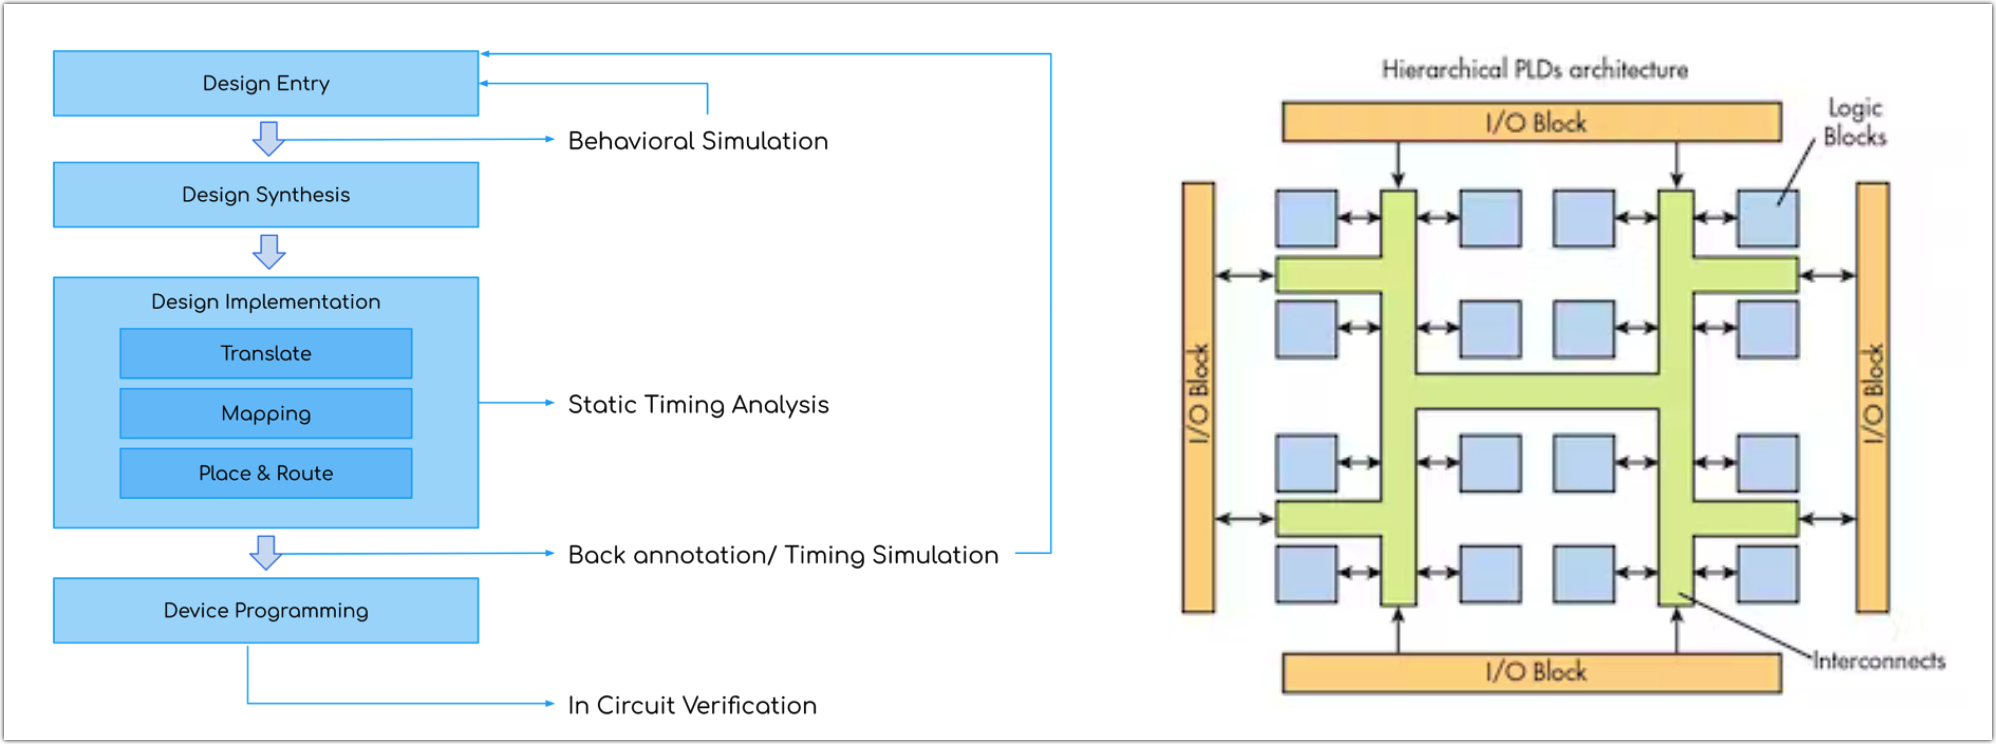 Design Entry
Behavioral Simulation
Design Synthesis
Design Implementation
Translate
Mapping
Static Timing Analysis
Place & Route
Back annotation/ Timing Simulation
Device Programming
In Circuit Verification
Hierarchical PLDs architecture
I/O Block
Logic
Blocks
I/O Block
I/O Block
I/O Block
Interconnects